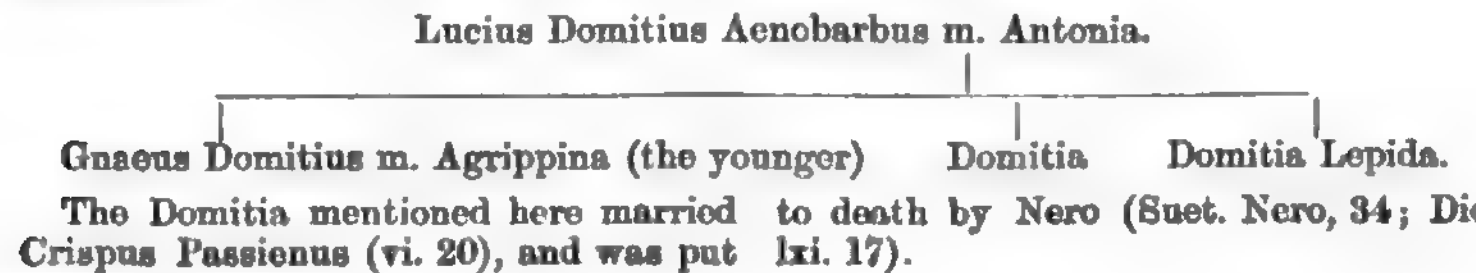 Lucius Domitius Aenobarbus m. Antonia.
Gnaeus Domitius m. Agrippina (the younger) Domitia Domitia Lepida.
The Domitia mentioned here married
Crispus Passienus (vi. 20), and was put
to death by Nero (Suet. Nero, 34; Dio
lxi. 17).